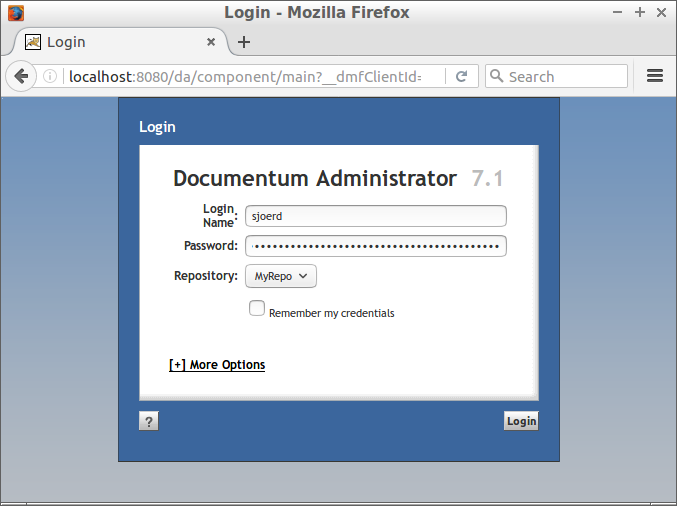 Login - Mozilla Firefox
Login
localhost:8080/da/component/main?__dmfClientId=
Search
Login
Documentum Administrator 7.1
Login Name:
sjoerd
Password:
Repository: MyRepo
Remember my credentials
[+] More Options
?
Login